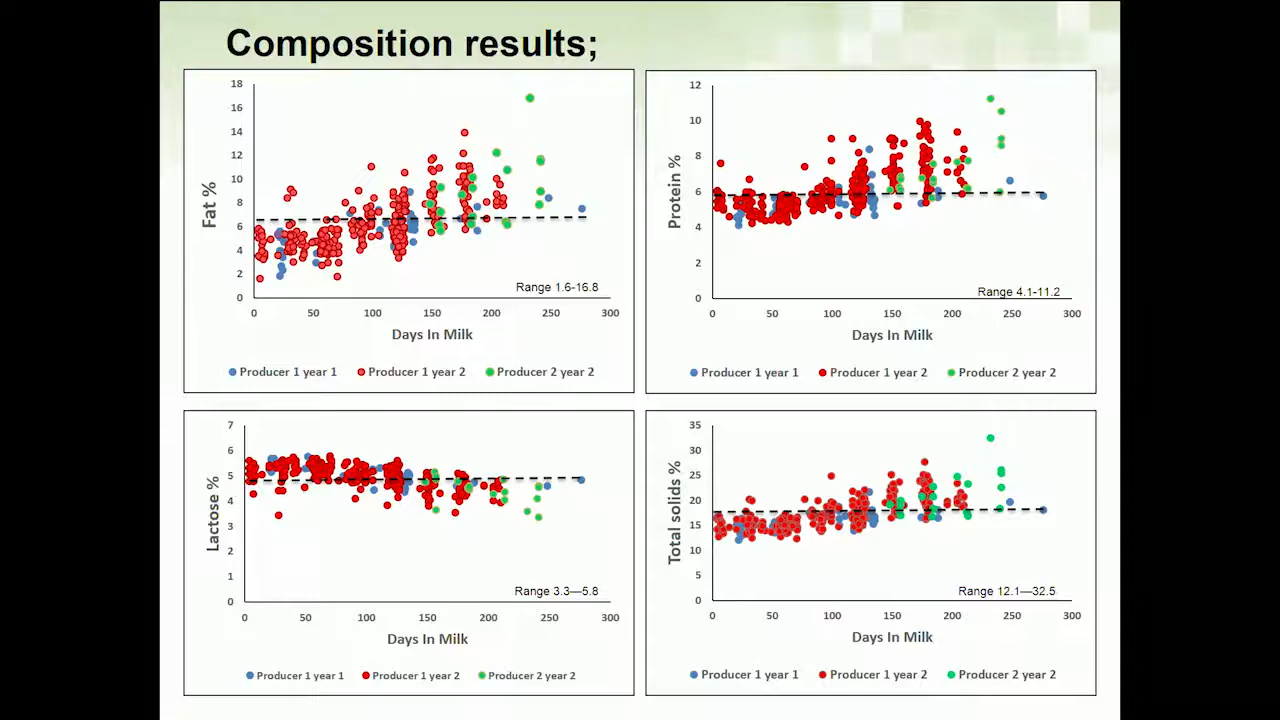 Composition results;
18
16
14
12
10
8
6
4
2
0
Fat %
0 50 100 150 200 250 300
Range 1.6-16.8
Days In Milk
Producer 1 year 1 Producer 1 year 2 Producer 2 year 2
12
10
8
6
4
2
0
Protein %
0 50 100 150 200 250 300
Range 4.1-11.2
Days In Milk
Producer 1 year 1 Producer 1 year 2 Producer 2 year 2
7
6
5
4
3
2
1
0
Lactose %
0 50 100 150 200 250 300
Range 3.3—5.8
Days In Milk
Producer 1 year 1 Producer 1 year 2 Producer 2 year 2
35
30
25
20
15
10
5
0
Total solids %
0 50 100 150 200 250 300
Range 12.1—32.5
Days In Milk
Producer 1 year 1 Producer 1 year 2 Producer 2 year 2